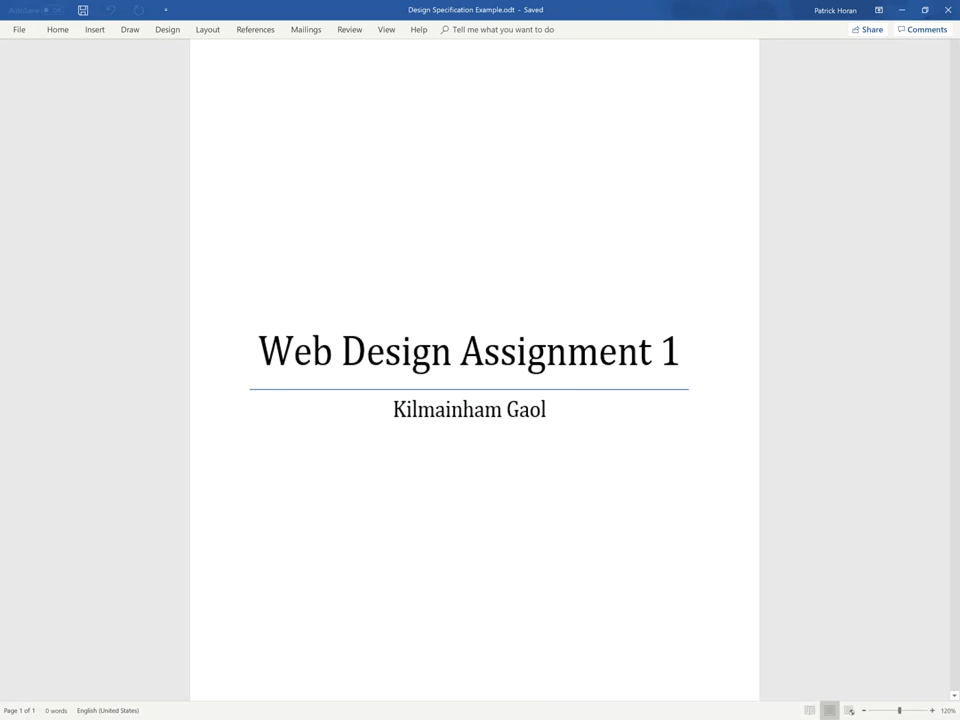 Design Specification Example.odt - Saved
Patrick Horan
File Home Insert Draw Design Layout References Mailings Review View Help Tell me what you want to do Share Comments
Web Design Assignment 1
Kilmainham Gaol
Page 1 of 1 0 words English (United States) 120%